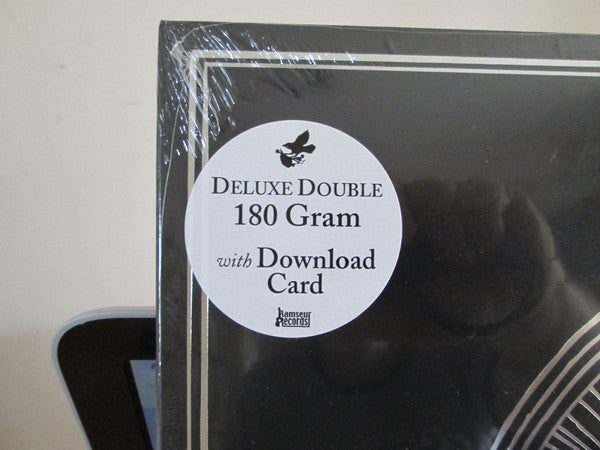 DELUXE DOUBLE
180 Gram
with Download
Card
Ramseur
Records